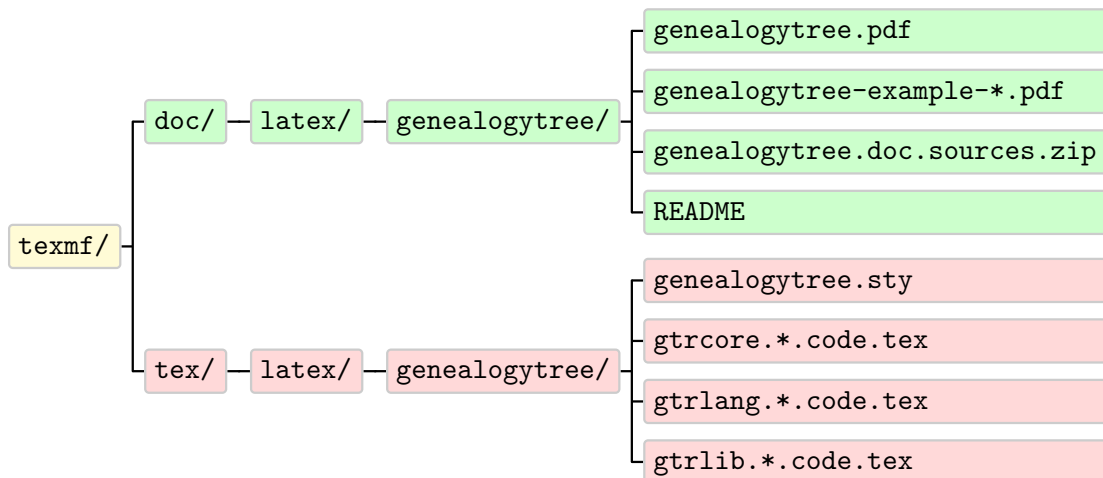 genealogytree.pdf
genealogytree-example-*.pdf
doc/ latex/ genealogytree/
genealogytree.doc.sources.zip
README
texmf/
genealogytree.sty
gtrcore.*.code.tex
tex/ latex/ genealogytree/
gtrlang.*.code.tex
gtrlib.*.code.tex